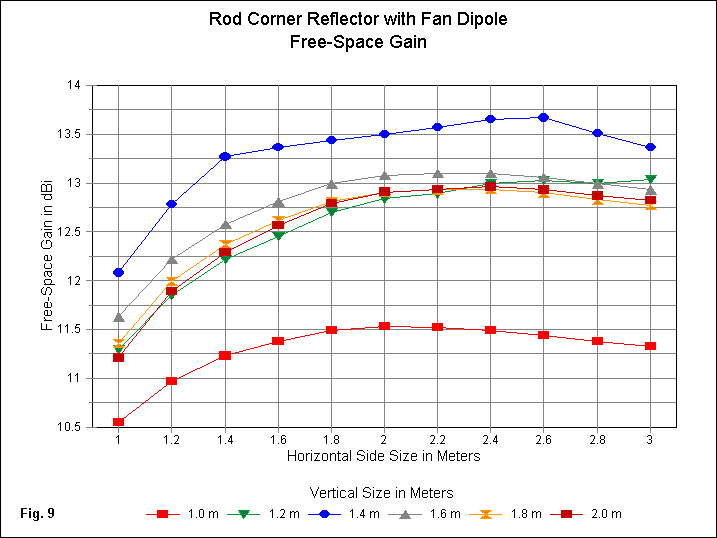 Rod Corner Reflector with Fan Dipole
Free-Space Gain
Free-Space Gain in dBi
14
13.5
13
12.5
12
11.5
11
10.5
1 1.2 1.4 1.6 1.8 2 2.2 2.4 2.6 2.8 3
Horizontal Side Size in Meters
Vertical Size in Meters
Fig. 9 1.0 m 1.2 m 1.4 m 1.6 m 1.8 m 2.0 m